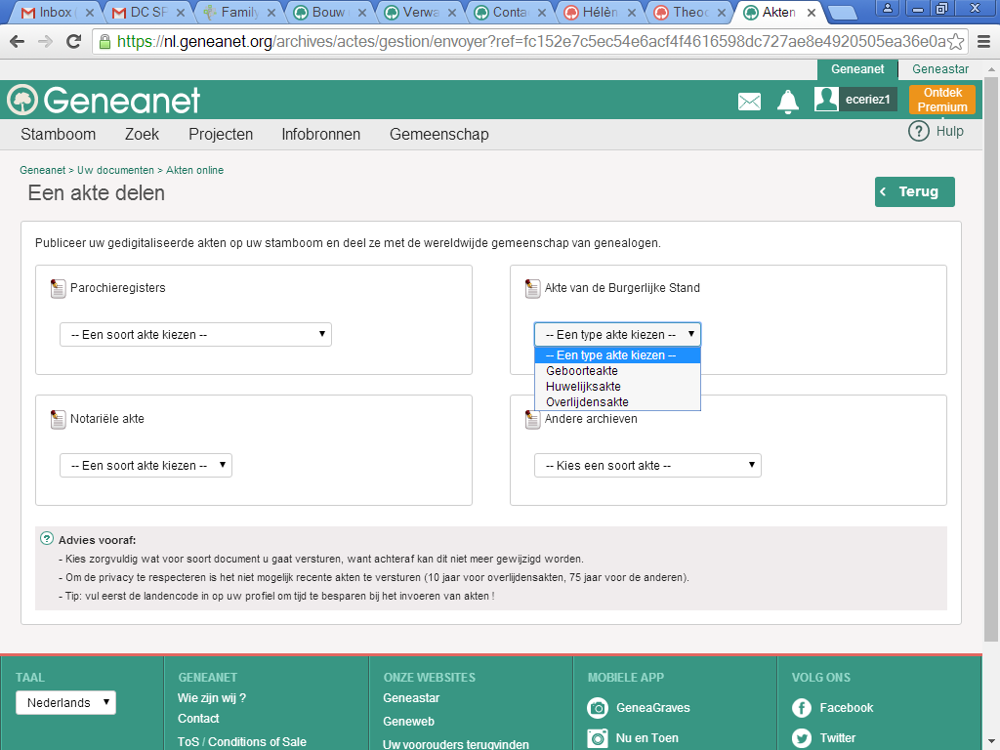 Inbox
DC SF
Family
Bouw
Verwa
Conta
Hélèn
Theod
Akten
https://nl.geneanet.org/archives/actes/gestion/envoyer?ref=fc152e7c5ec54e6acf4f4616598dc727ae8e4920505ea36e0a
Geneanet
Geneastar
Geneanet
eceriez1
Ontdek
Premium
Stamboom
Zoek
Projecten
Infobronnen
Gemeenschap
? Hulp
Geneanet > Uw documenten > Akten online
Een akte delen
Terug
Publiceer uw gedigitaliseerde akten op uw stamboom en deel ze met de wereldwijde gemeenschap van genealogen.
Parochieregisters
-- Een soort akte kiezen --
Akte van de Burgerlijke Stand
-- Een type akte kiezen --
-- Een type akte kiezen --
Geboorteakte
Huwelijksakte
Overlijdensakte
Notariële akte
-- Een soort akte kiezen --
Andere archieven
-- Kies een soort akte --
? Advies vooraf:
- Kies zorgvuldig wat voor soort document u gaat versturen, want achteraf kan dit niet meer gewijzigd worden.
- Om de privacy te respecteren is het niet mogelijk recente akten te versturen (10 jaar voor overlijdensakten, 75 jaar voor de anderen).
- Tip: vul eerst de landencode in op uw profiel om tijd te besparen bij het invoeren van akten !
TAAL
Nederlands
GENEANET
Wie zijn wij ?
Contact
ToS / Conditions of Sale
ONZE WEBSITES
Geneastar
Geneweb
Uw voorouders terugvinden
MOBIELE APP
GeneaGraves
Nu en Toen
VOLG ONS
Facebook
Twitter